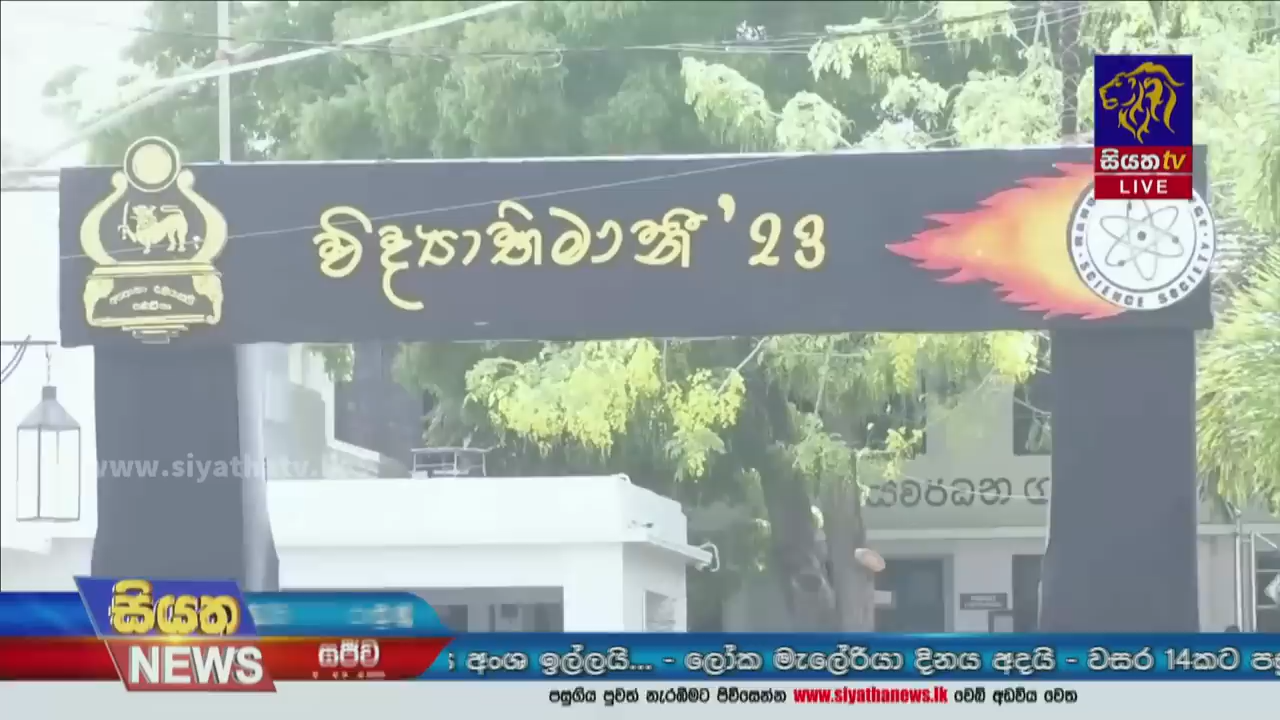 සියත tv
LIVE
විද්‍යාභිමානී '23
SCIENCE SOCIETY
www.siyathatv.lk
සියත
NEWS
සජීව
අංශ ඉල්ලයි... - ලෝක මැලේරියා දිනය අදයි - වසර 14කට
පසුගිය පුවත් නැරඹීමට පිවිසෙන්න www.siyathanews.lk වෙබ් අඩවිය වෙත